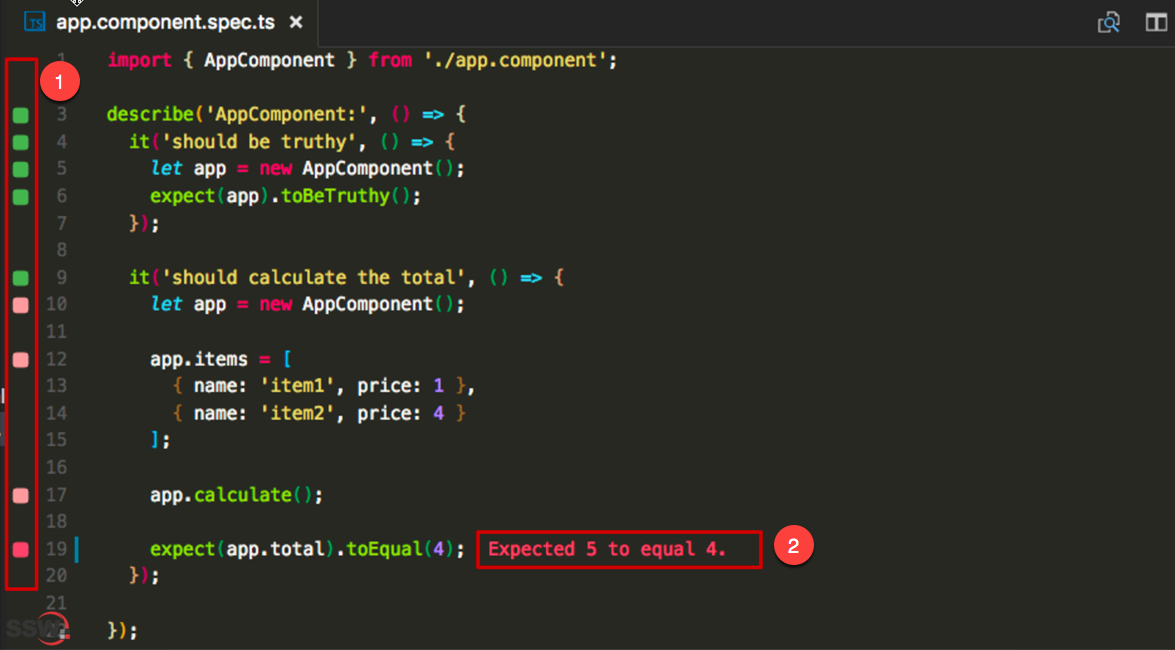 TS app.component.spec.ts ×
1 import { AppComponent } from './app.component';
1
3 describe('AppComponent:', () => {
4 it('should be truthy', () => {
5 let app = new AppComponent();
6 expect(app).toBeTruthy();
7 });
8
9 it('should calculate the total', () => {
10 let app = new AppComponent();
11
12 app.items = [
13 { name: 'item1', price: 1 },
14 { name: 'item2', price: 4 }
15 ];
16
17 app.calculate();
18
19 expect(app.total).toEqual(4); Expected 5 to equal 4. 2
20 });
21
SSW });